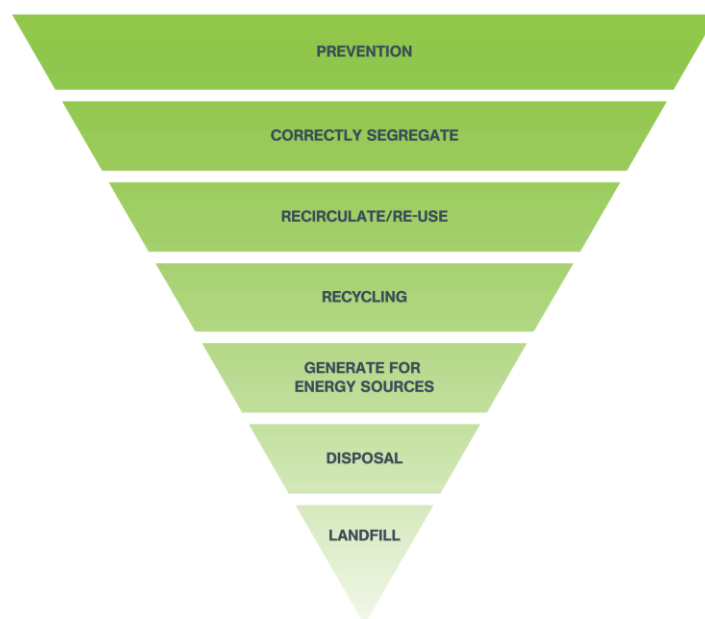 PREVENTION
CORRECTLY SEGREGATE
RECIRCULATE/RE-USE
RECYCLING
GENERATE FOR
ENERGY SOURCES
DISPOSAL
LANDFILL